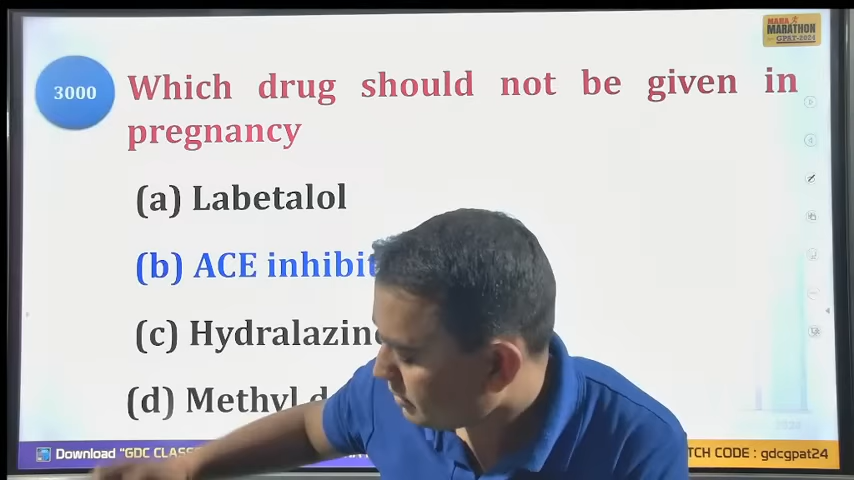 MAHA
MARATHON
GPAT-2024
3000
Which drug should not be given in
pregnancy
(a) Labetalol
(b) ACE inhibit
(c) Hydralazin
(d) Methyl d
Download "GDC CLASS
TCH CODE : gdcgpat24